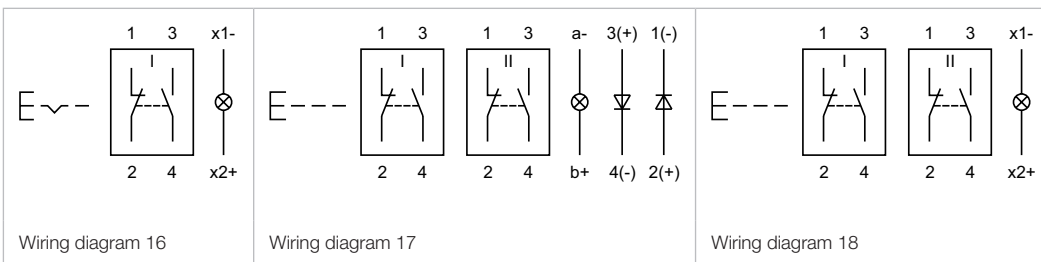 1 3 x1-
I
2 4 x2+
Wiring diagram 16
1 3 1 3 a- 3(+) 1(-)
I II
2 4 2 4 b+ 4(-) 2(+)
Wiring diagram 17
1 3 1 3 x1-
I II
2 4 2 4 x2+
Wiring diagram 18